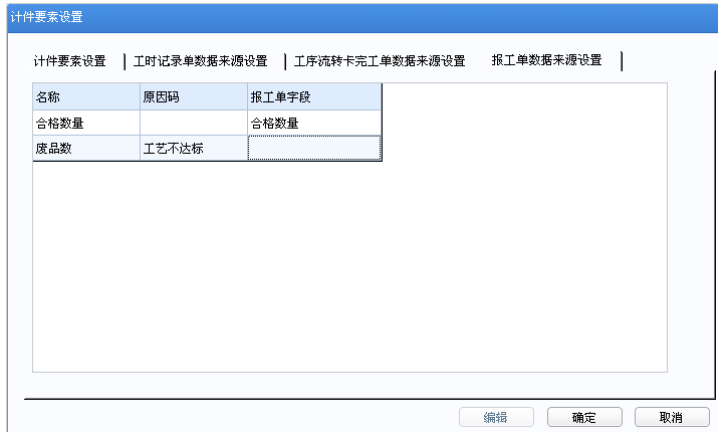 计件要素设置
计件要素设置 工时记录单数据来源设置 工序流转卡完工单数据来源设置 报工单数据来源设置
名称 原因码 报工单字段
合格数量 合格数量
废品数 工艺不达标
编辑 确定 取消